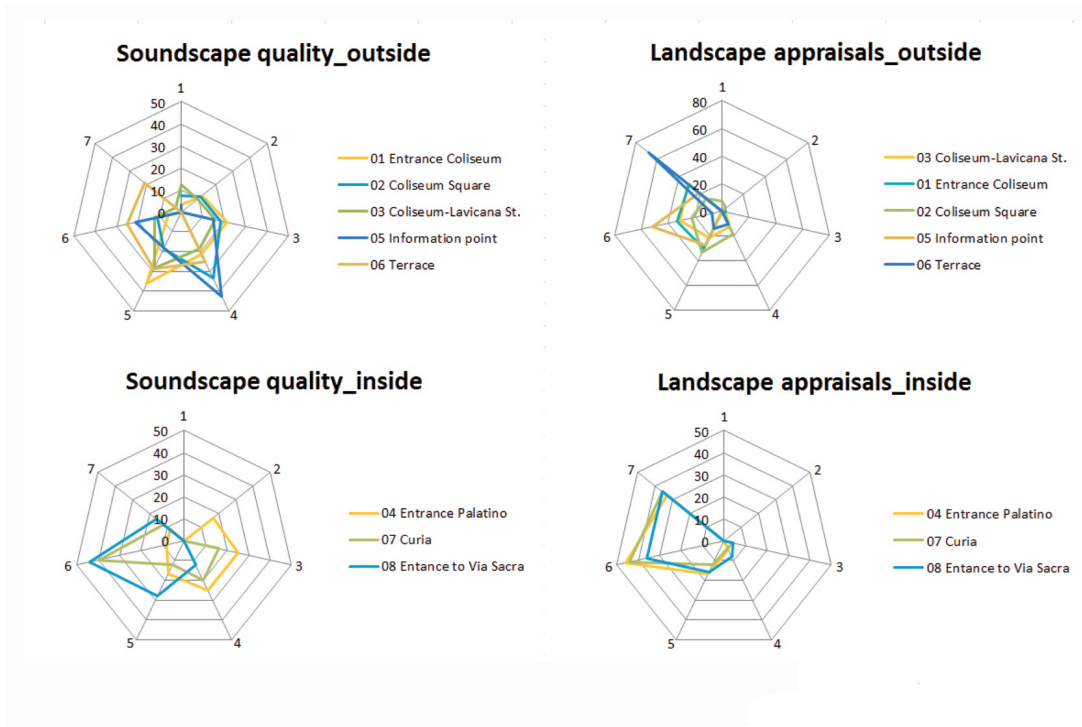 Soundscape quality_outside
1
2
3
4
5
6
7
50
40
30
20
10
0
01 Entrance Coliseum
02 Coliseum Square
03 Coliseum-Lavicana St.
05 Information point
06 Terrace
Landscape appraisals_outside
1
2
3
4
5
6
7
80
60
40
20
0
03 Coliseum-Lavicana St.
01 Entrance Coliseum
02 Coliseum Square
05 Information point
06 Terrace
Soundscape quality_inside
1
2
3
4
5
6
7
50
40
30
20
10
0
04 Entrance Palatino
07 Curia
08 Entance to Via Sacra
Landscape appraisals_inside
1
2
3
4
5
6
7
50
40
30
20
10
0
04 Entrance Palatino
07 Curia
08 Entance to Via Sacra